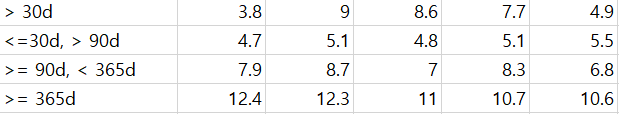 > 30d 3.8 9 8.6 7.7 4.9
<=30d, > 90d 4.7 5.1 4.8 5.1 5.5
>= 90d, < 365d 7.9 8.7 7 8.3 6.8
>= 365d 12.4 12.3 11 10.7 10.6